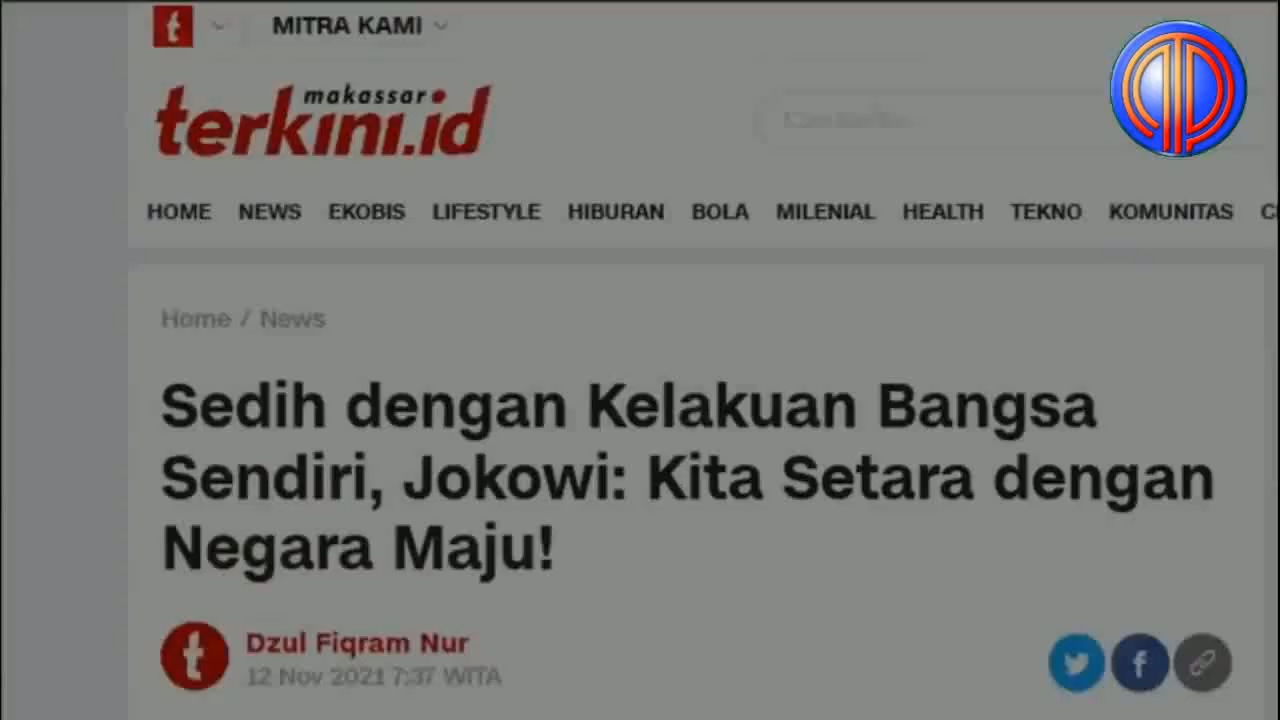 MITRA KAMI
makassar
terkini.id
HOME NEWS EKOBIS LIFESTYLE HIBURAN BOLA MILENIAL HEALTH TEKNO KOMUNITAS
Home / News
Sedih dengan Kelakuan Bangsa
Sendiri, Jokowi: Kita Setara dengan
Negara Maju!
Dzul Fiqram Nur
12 Nov 2021 7:37 WITA